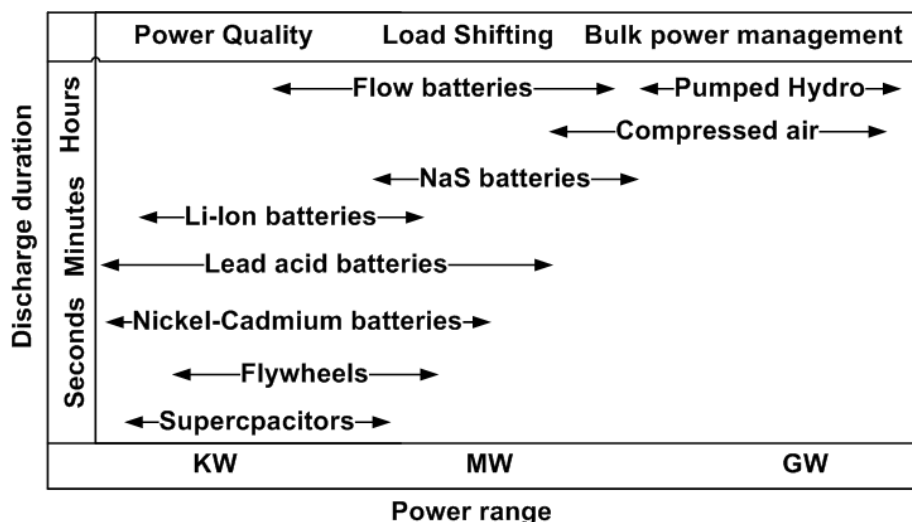 Power Quality Load Shifting Bulk power management
Discharge duration
Hours
Minutes
Seconds
Flow batteries Pumped Hydro
Compressed air
NaS batteries
Li-Ion batteries
Lead acid batteries
Nickel-Cadmium batteries
Flywheels
Supercpacitors
KW MW GW
Power range